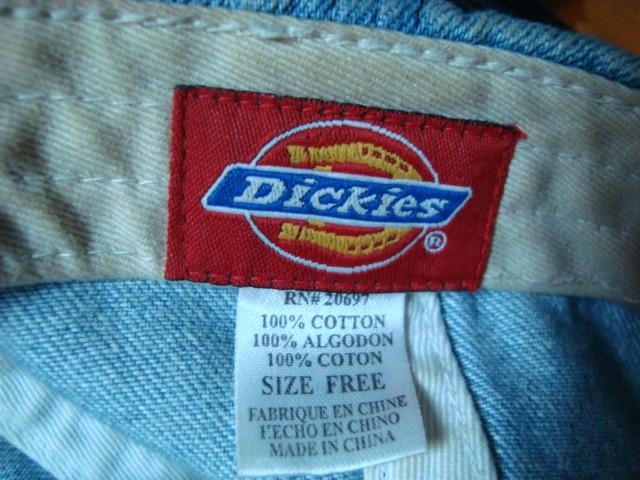 Dickies
®
RN# 20697
100% COTTON
100% ALGODON
100% COTON
SIZE FREE
FABRIQUE EN CHINE
HECHO EN CHINO
MADE IN CHINA